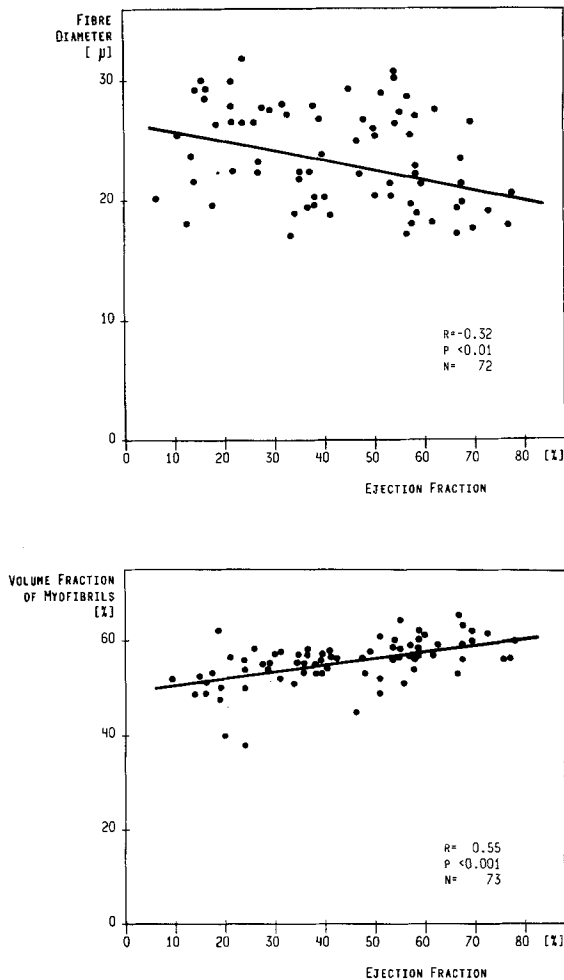 FIBRE
DIAMETER
[ µ]
30
20
10
0
R=-0.32
P <0.01
N= 72
0 10 20 30 40 50 60 70 80 [%]
EJECTION FRACTION
VOLUME FRACTION
OF MYOFIBRILS
[%]
60
40
20
0
R= 0.55
P <0.001
N= 73
0 10 20 30 40 50 60 70 80 [%]
EJECTION FRACTION